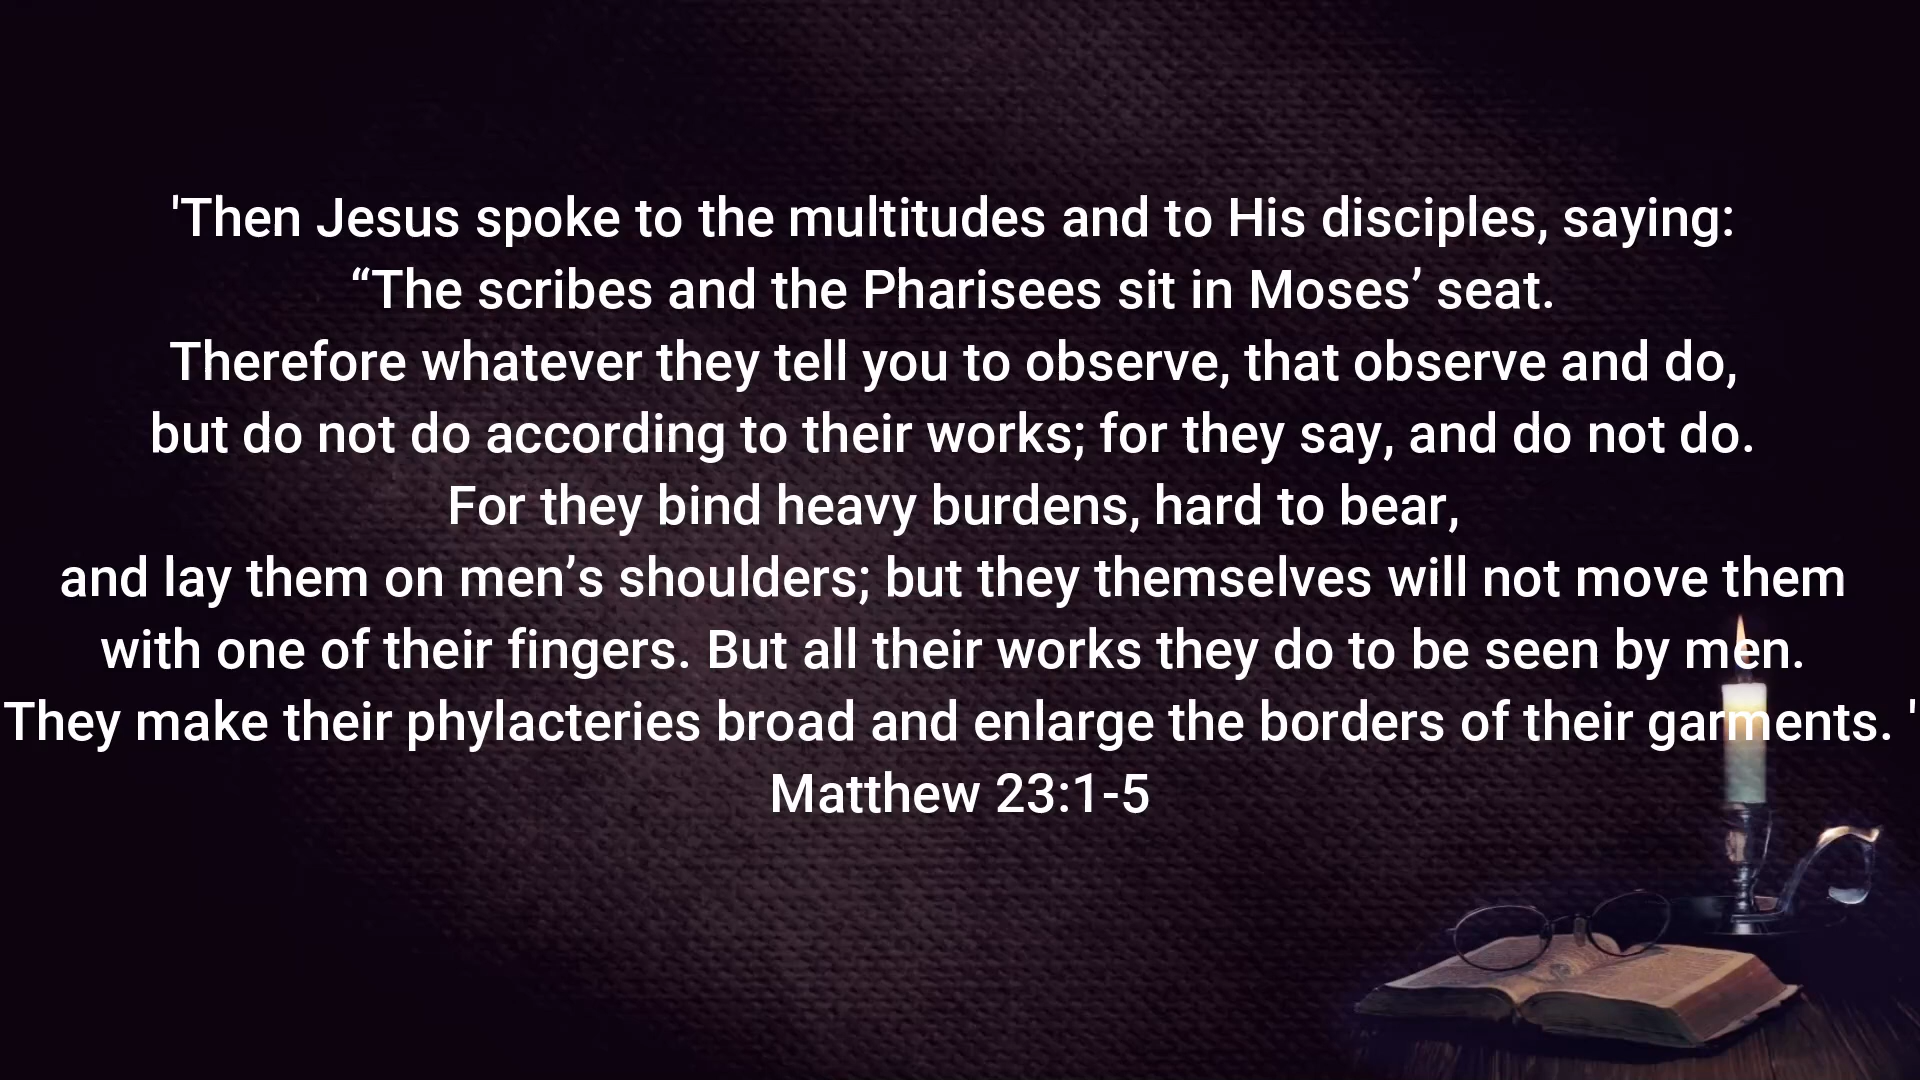 'Then Jesus spoke to the multitudes and to His disciples, saying:
“The scribes and the Pharisees sit in Moses’ seat.
Therefore whatever they tell you to observe, that observe and do,
but do not do according to their works; for they say, and do not do.
For they bind heavy burdens, hard to bear,
and lay them on men’s shoulders; but they themselves will not move them
with one of their fingers. But all their works they do to be seen by men.
They make their phylacteries broad and enlarge the borders of their garments. '
Matthew 23:1-5